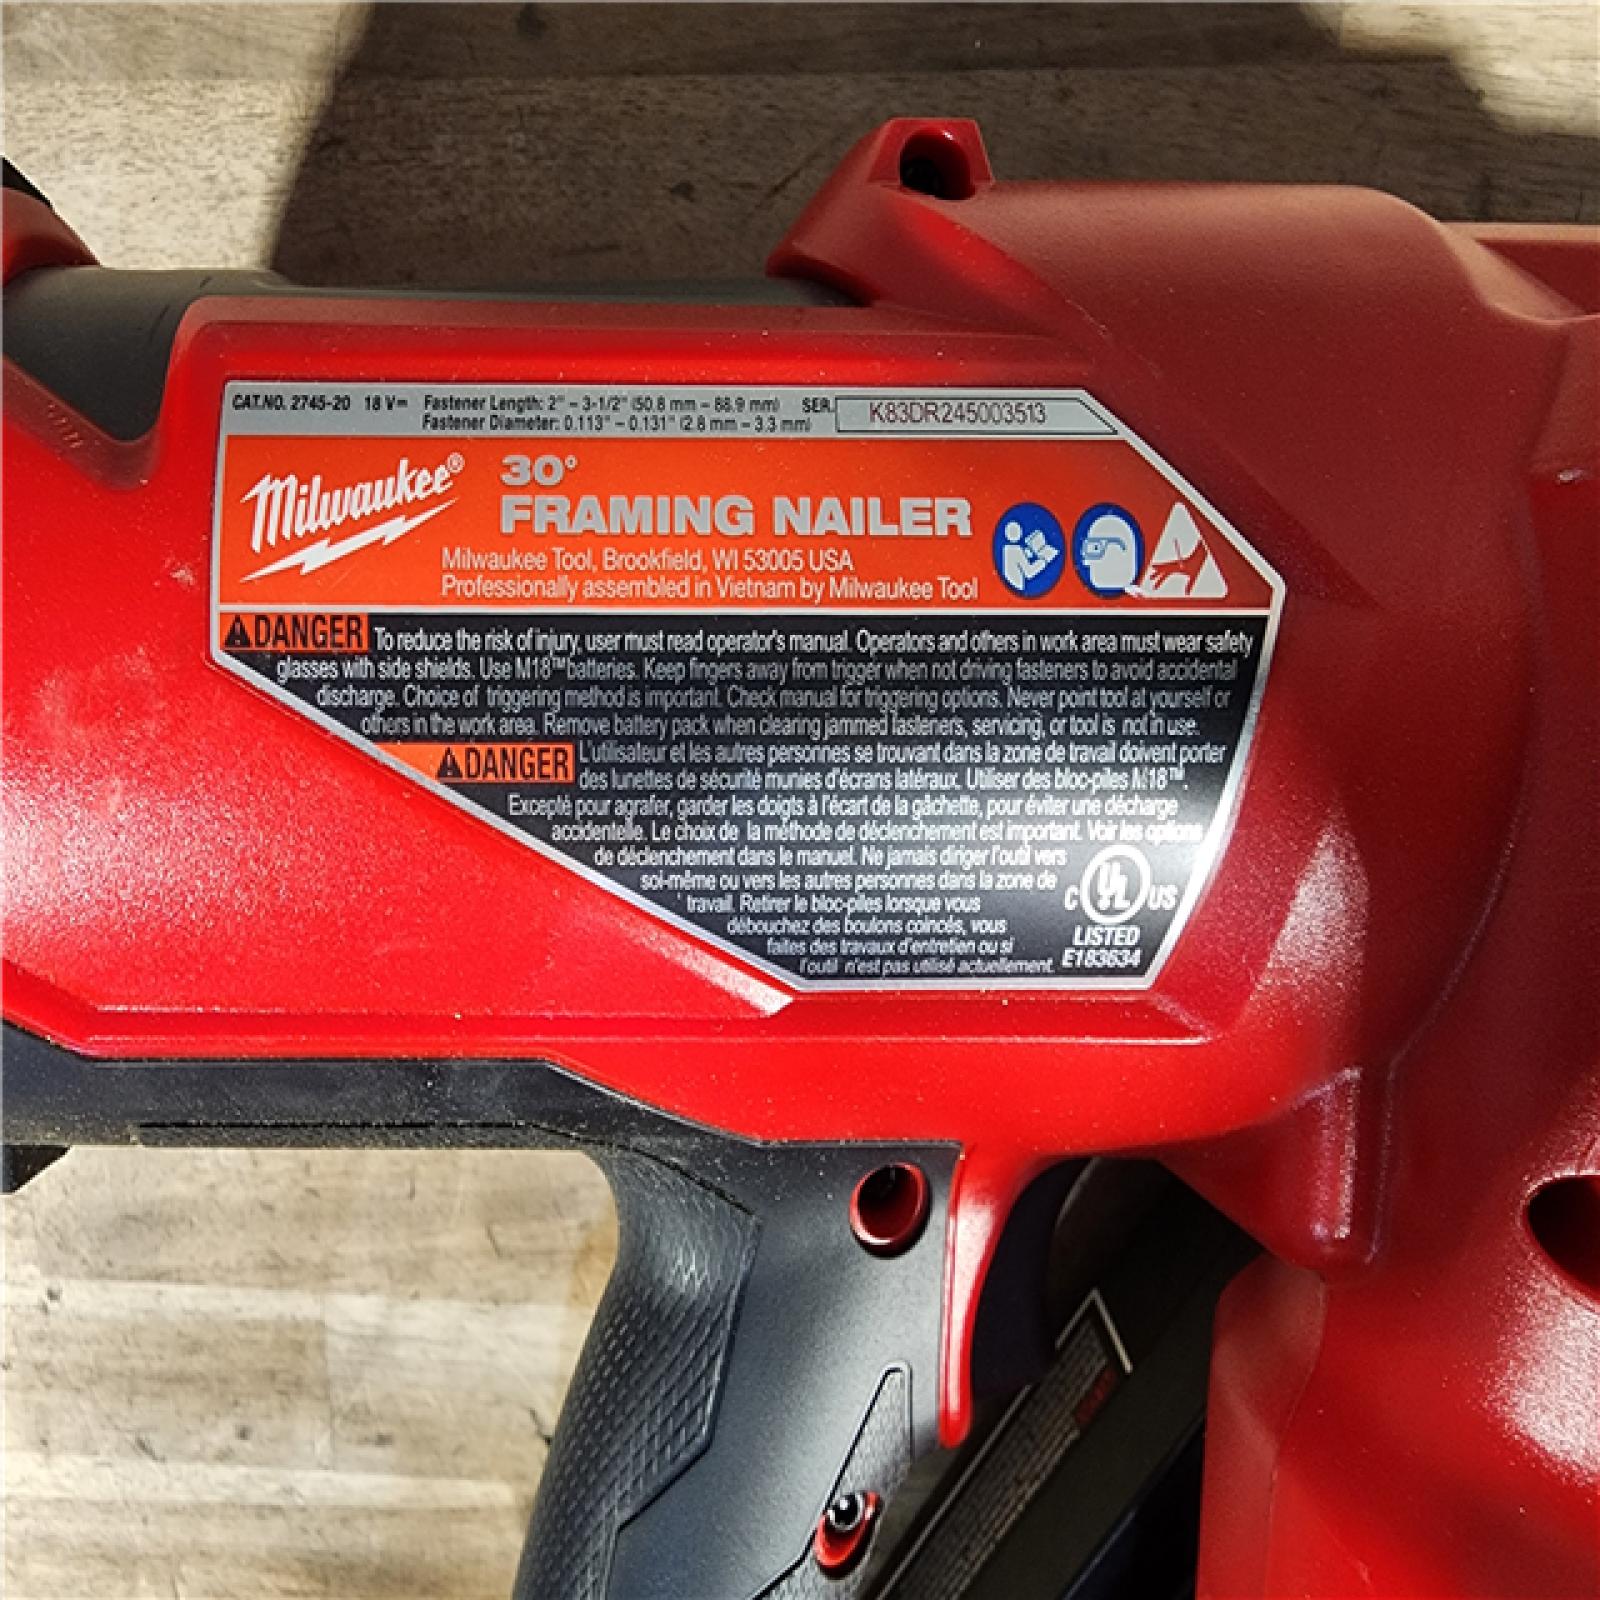 CAT.NO. 2745-20 18 V⎓ Fastener Length: 2" – 3-1/2" (50.8 mm – 88.9 mm) SER. K83DR245003513
Fastener Diameter: 0.113" – 0.131" (2.8 mm – 3.3 mm)
Milwaukee® 30°
FRAMING NAILER
Milwaukee Tool, Brookfield, WI 53005 USA
Professionally assembled in Vietnam by Milwaukee Tool
DANGER To reduce the risk of injury, user must read operator's manual. Operators and others in work area must wear safety
glasses with side shields. Use M18™ batteries. Keep fingers away from trigger when not driving fasteners to avoid accidental
discharge. Choice of triggering method is important. Check manual for triggering options. Never point tool at yourself or
others in the work area. Remove battery pack when clearing jammed fasteners, servicing, or tool is not in use.
DANGER L'utilisateur et les autres personnes se trouvant dans la zone de travail doivent porter
des lunettes de sécurité munies d'écrans latéraux. Utiliser des bloc-piles M18™.
Excepté pour agrafer, garder les doigts à l'écart de la gâchette, pour éviter une décharge
accidentelle. Le choix de la méthode de déclenchement est important. Voir les options
de déclenchement dans le manuel. Ne jamais diriger l'outil vers
soi-même ou vers les autres personnes dans la zone de
travail. Retirer le bloc-piles lorsque vous
débouchez des boulons coincés, vous
faites des travaux d'entretien ou si
l'outil n'est pas utilisé actuellement.
C UL US
LISTED
E183634